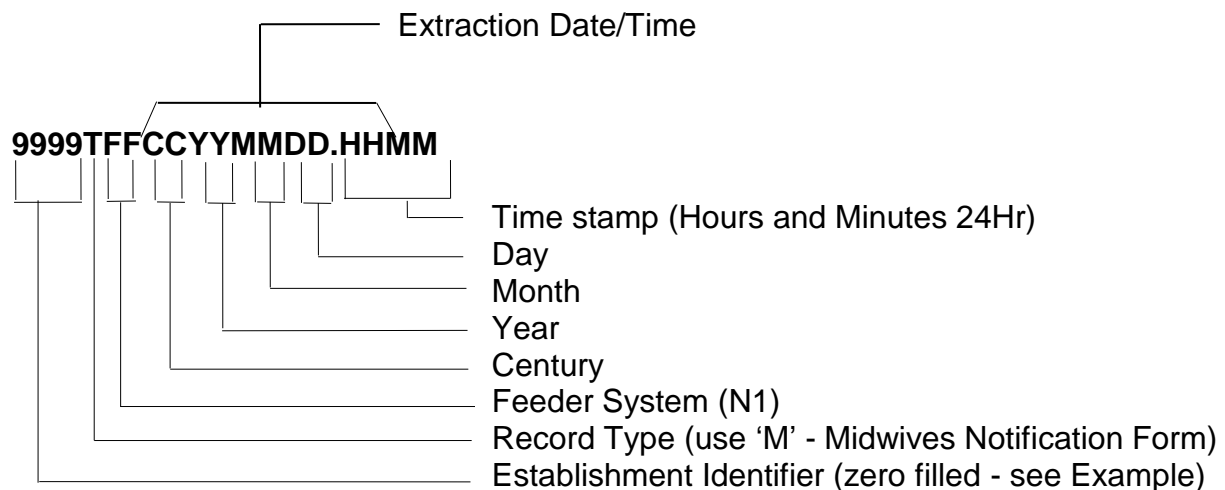 Extraction Date/Time
9999TFFCCYYMMDD.HHMM
Time stamp (Hours and Minutes 24Hr)
Day
Month
Year
Century
Feeder System (N1)
Record Type (use ‘M’ - Midwives Notification Form)
Establishment Identifier (zero filled - see Example)